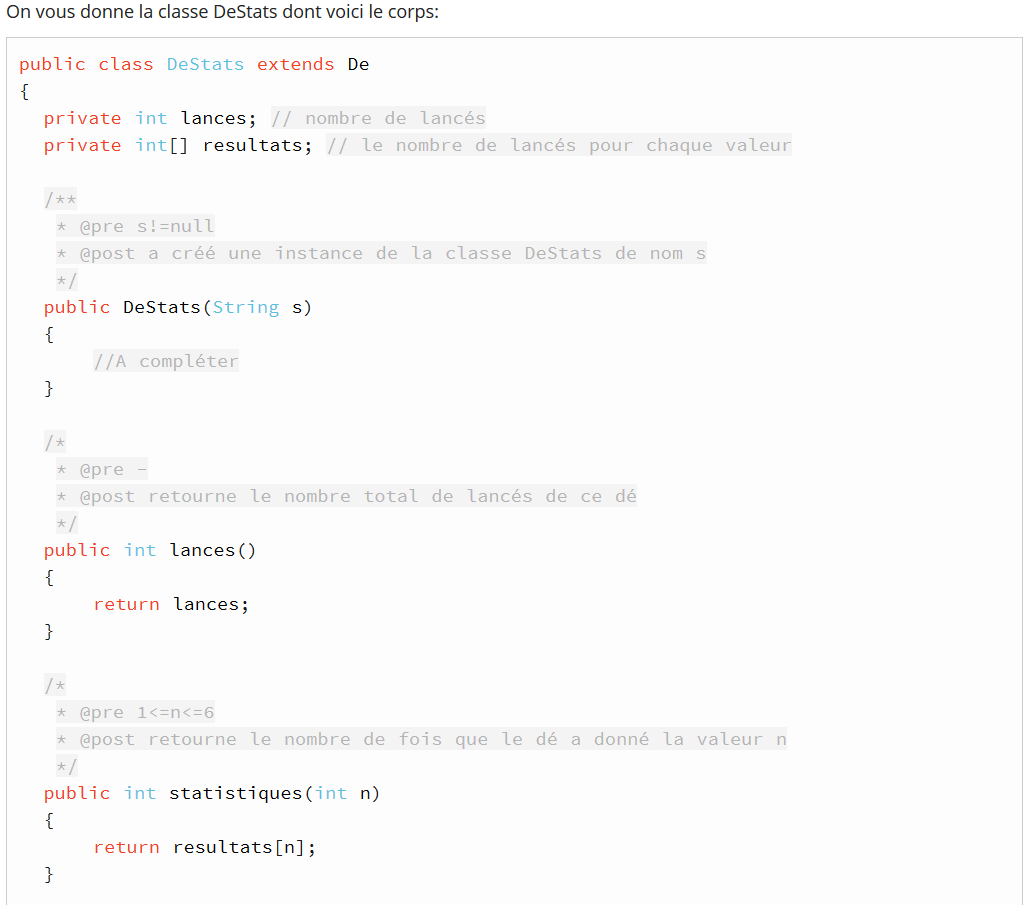 On vous donne la classe DeStats dont voici le corps:
public class DeStats extends De
{
private int lances; // nombre de lancés
private int[] resultats; // le nombre de lancés pour chaque valeur
/**
* @pre s!=null
* @post a créé une instance de la classe DeStats de nom s
*/
public DeStats(String s)
{
//A compléter
}
/*
* @pre -
* @post retourne le nombre total de lancés de ce dé
*/
public int lances()
{
return lances;
}
/*
* @pre 1<=n<=6
* @post retourne le nombre de fois que le dé a donné la valeur n
*/
public int statistiques(int n)
{
return resultats[n];
}